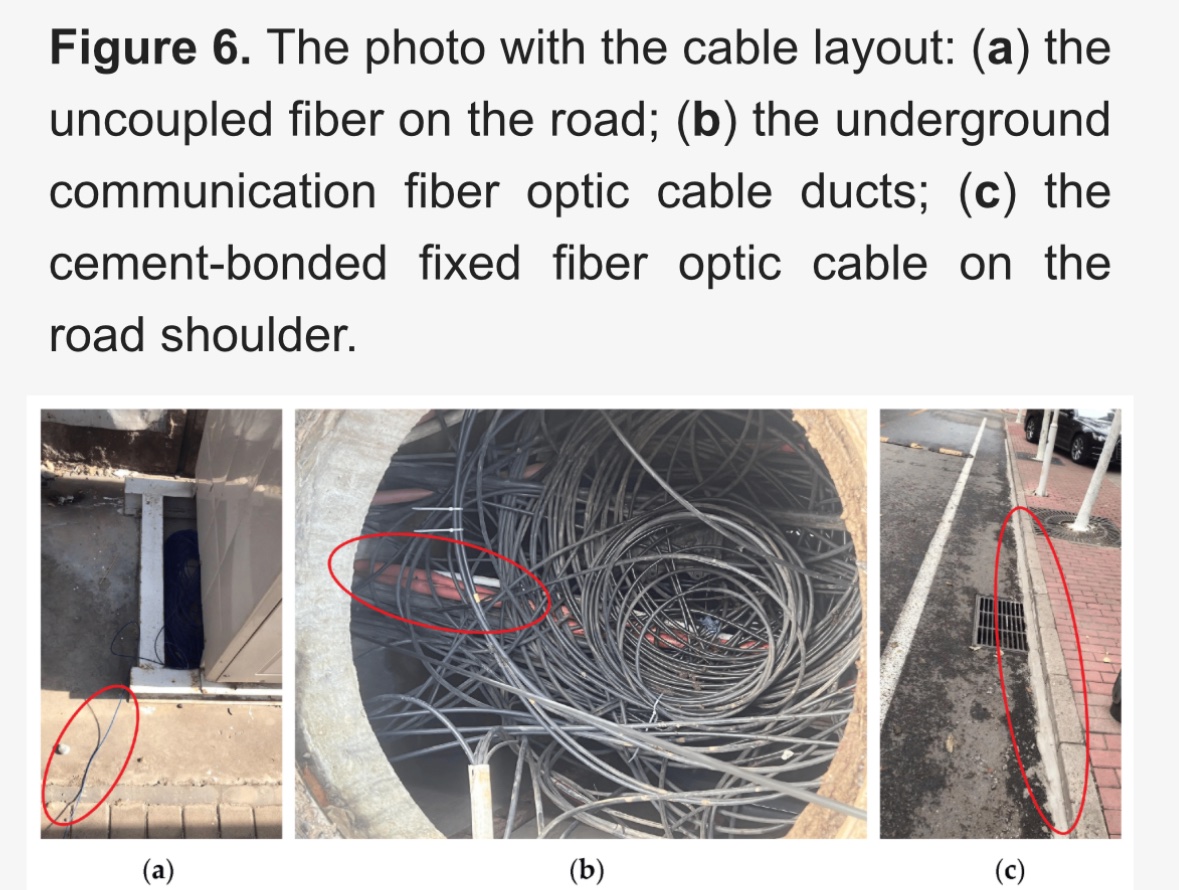 Figure 6. The photo with the cable layout: (a) the
uncoupled fiber on the road; (b) the underground
communication fiber optic cable ducts; (c) the
cement-bonded fixed fiber optic cable on the
road shoulder.
(a)
(b)
(c)